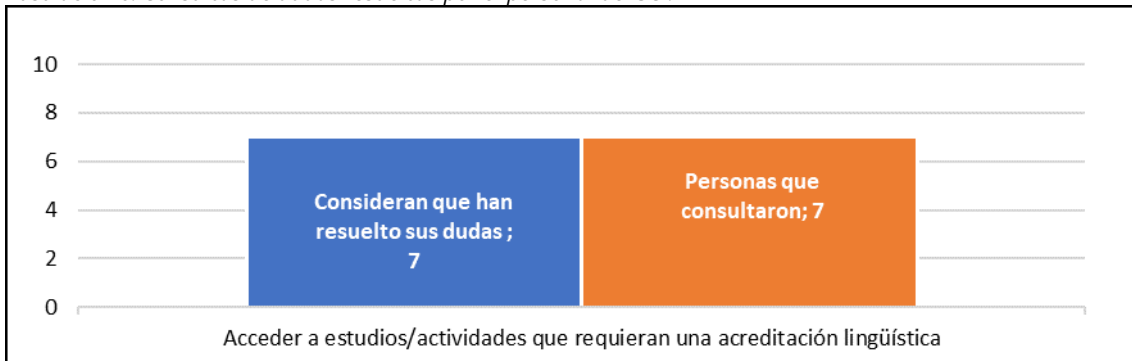 10
8
6
4
2
0
Consideran que han
resuelto sus dudas ;
7
Personas que
consultaron; 7
Acceder a estudios/actividades que requieran una acreditación lingüística